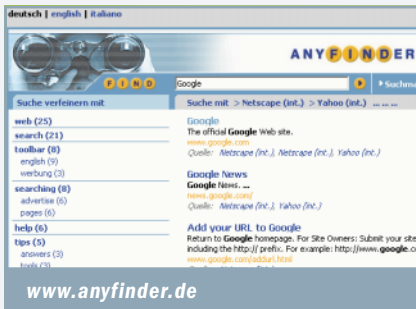 deutsch | english | italiano
ANYFINDER
FIND
Google
Suchm
Suche verfeinern mit
Suche mit > Netscape (int.) > Yahoo (int.) ... ... ...
web (25)
search (21)
toolbar (8)
english (9)
werbung (3)
searching (8)
advertise (6)
pages (6)
help (6)
tips (5)
answers (3)
tools (3)
Google
The official Google Web site.
www.google.com
Quelle: Netscape (int.), Netscape (int.), Yahoo (int.)
Google News
Google News. ...
news.google.com/
Quelle: Netscape (int.), Yahoo (int.)
Add your URL to Google
Return to Google homepage. For Site Owners: Submit your site
including the http:// prefix. For example: http://www.google.c
www.google.com/addurl.html
www.anyfinder.de